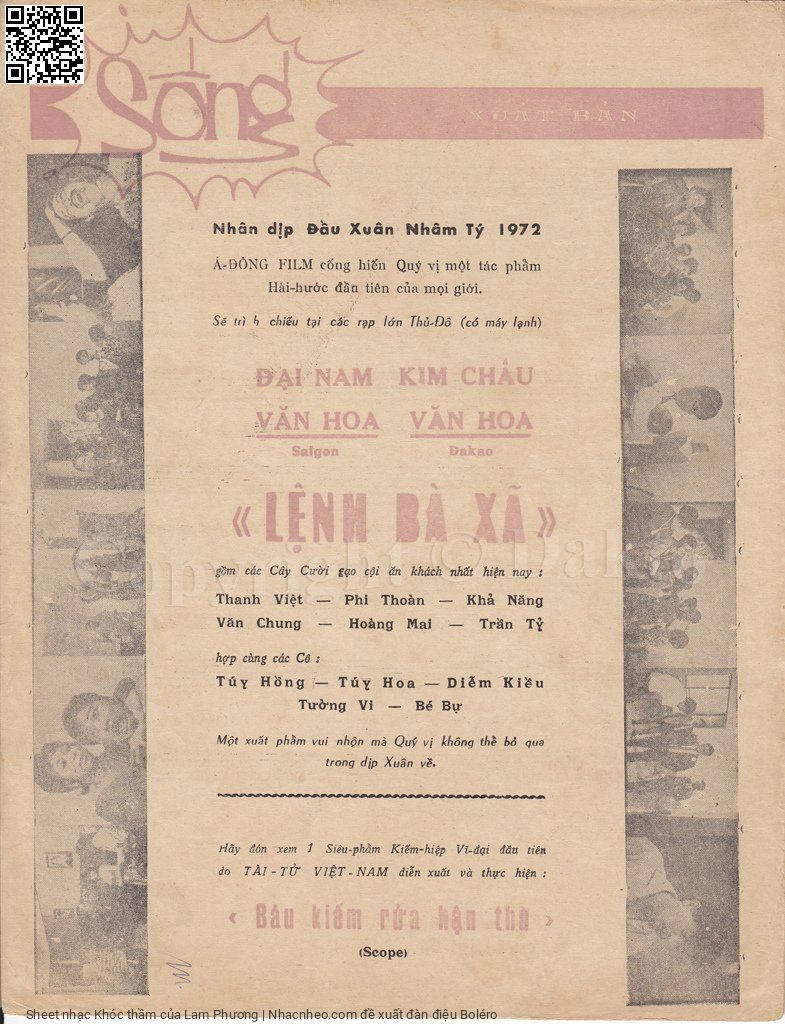 Sống
XUẤT BẢN
Nhân dịp Đầu Xuân Nhâm Tý 1972
Á-ĐÔNG FILM cống hiến Quý vị một tác phẩm
Hài-hước đầu tiên của mọi giới.
Sẽ trì h chiếu tại các rạp lớn Thủ-Đô (có máy lạnh)
ĐẠI NAM KIM CHÂU
VĂN HOA VĂN HOA
Saigon Đakao
« LỆNH BÀ XÃ »
gồm các Cây Cười gạo cội ăn khách nhất hiện nay :
Thanh Việt — Phi Thoàn — Khả Năng
Văn Chung — Hoàng Mai — Trần Tỷ
hợp cùng các Cô :
Túy Hồng — Túy Hoa — Diễm Kiều
Tường Vi — Bé Bự
Một xuất phẩm vui nhộn mà Quý vị không thể bỏ qua
trong dịp Xuân về.
Hãy đón xem 1 Siêu-phẩm Kiếm-hiệp Vĩ-đại đầu tiên
do TÀI-TỬ VIỆT-NAM diễn xuất và thực hiện :
‹ Báu kiếm rửa hận thù ›
(Scope)
Copyright © Dak
Sheet nhạc Khóc thầm của Lam Phương | Nhacnheo.com đề xuất đàn điệu Boléro